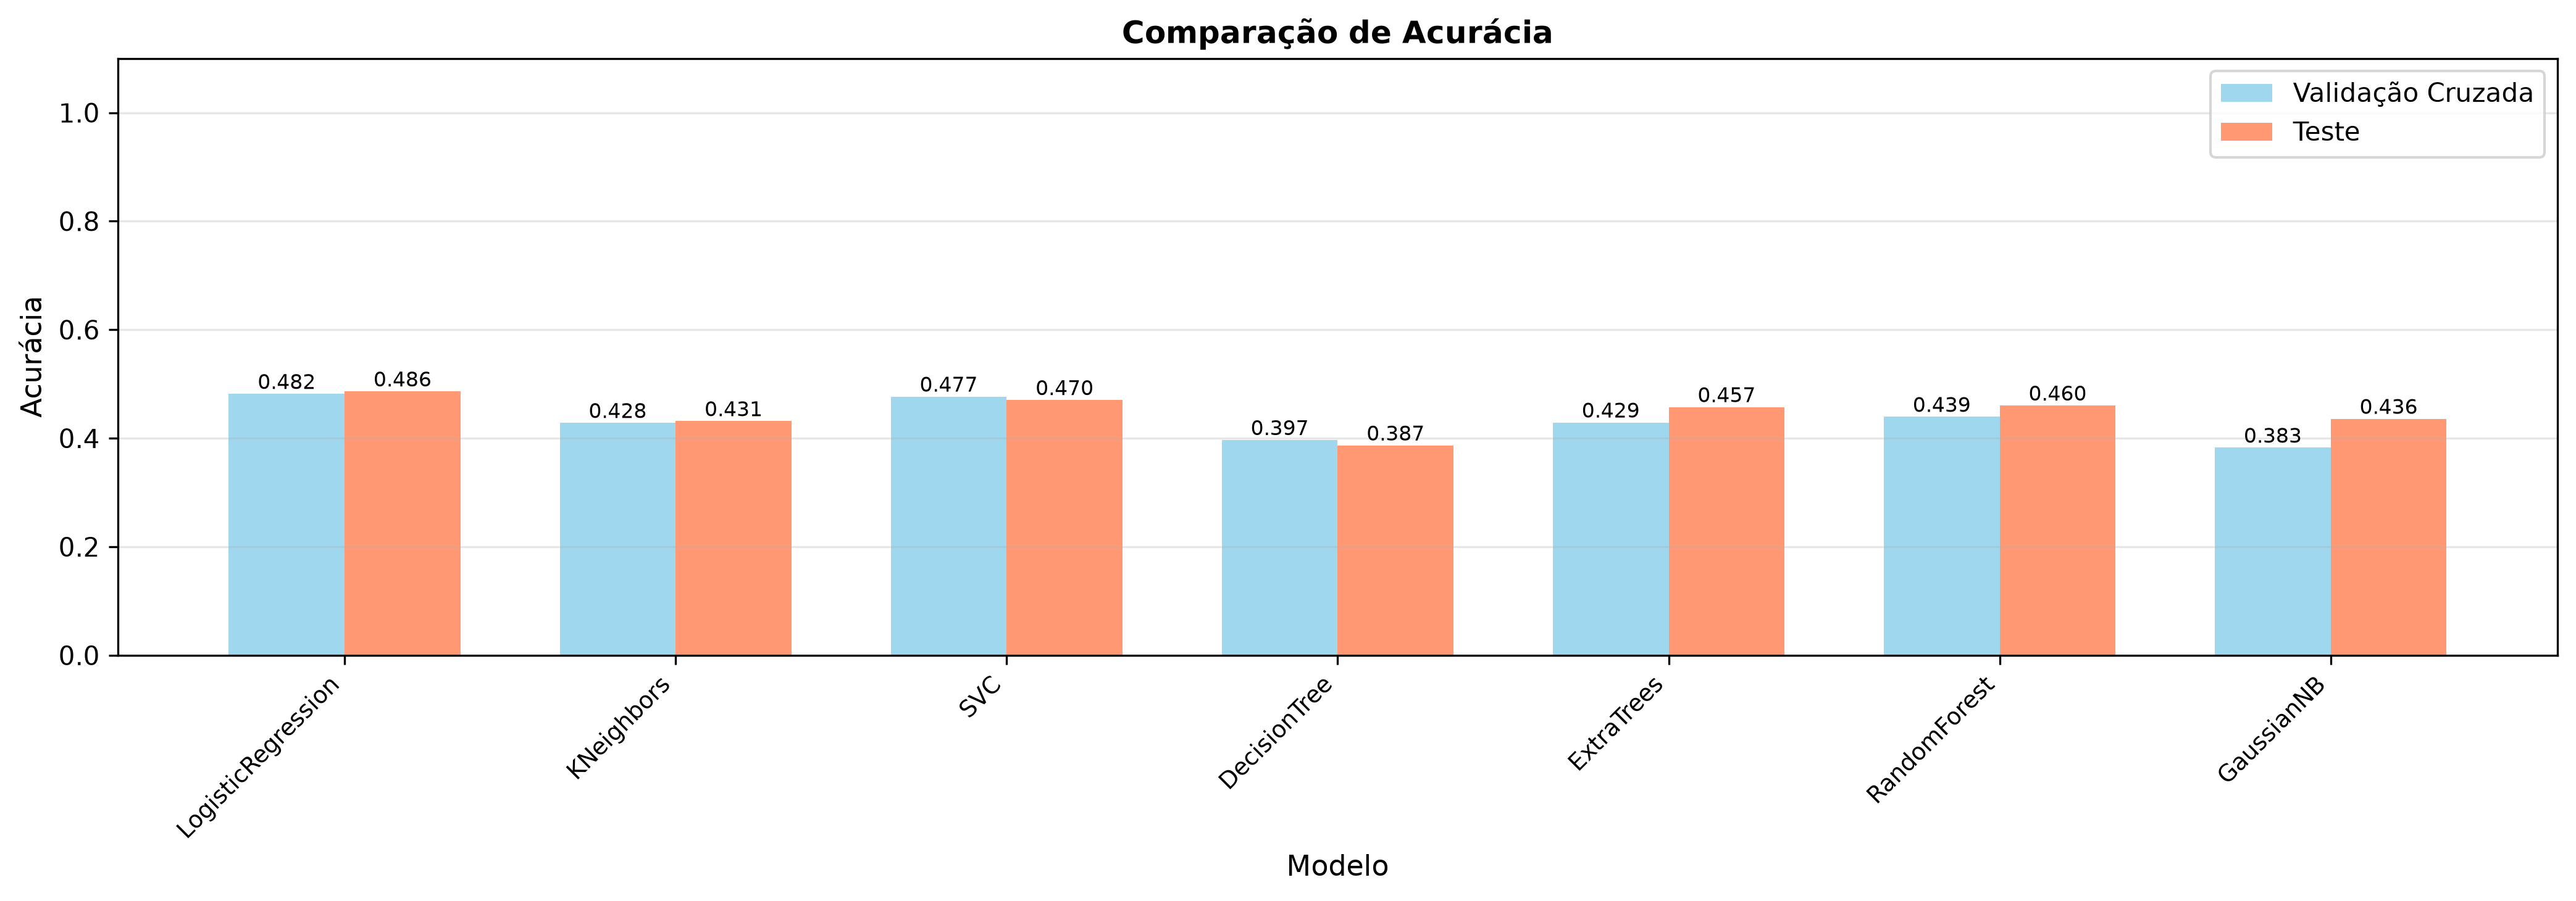 Comparação de Acurácia
Validação Cruzada
Teste
Acurácia
1.0
0.8
0.6
0.4
0.2
0.0
0.482
0.486
0.428
0.431
0.477
0.470
0.397
0.387
0.429
0.457
0.439
0.460
0.383
0.436
LogisticRegression
KNeighbors
SVC
DecisionTree
ExtraTrees
RandomForest
GaussianNB
Modelo